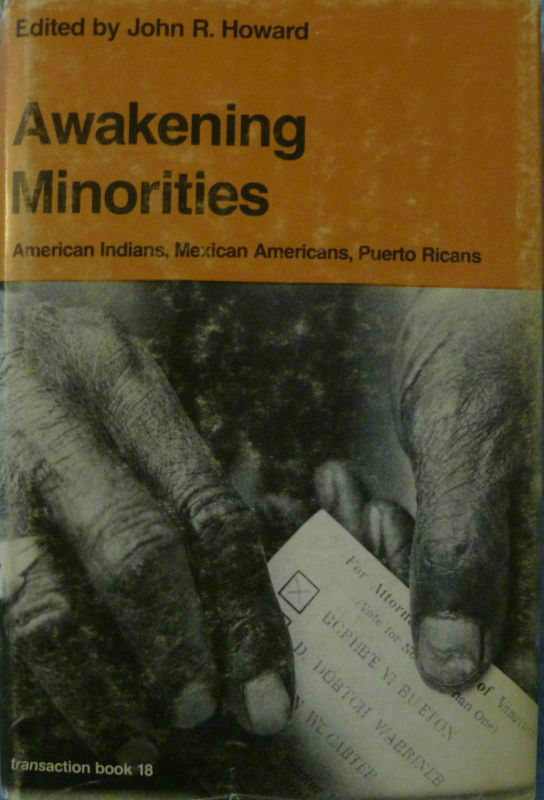 Edited by John R. Howard
Awakening
Minorities
American Indians, Mexican Americans, Puerto Ricans
For Attorn
(Vote for
of
an One)
D. DORTCH WARRINER
transaction book 18